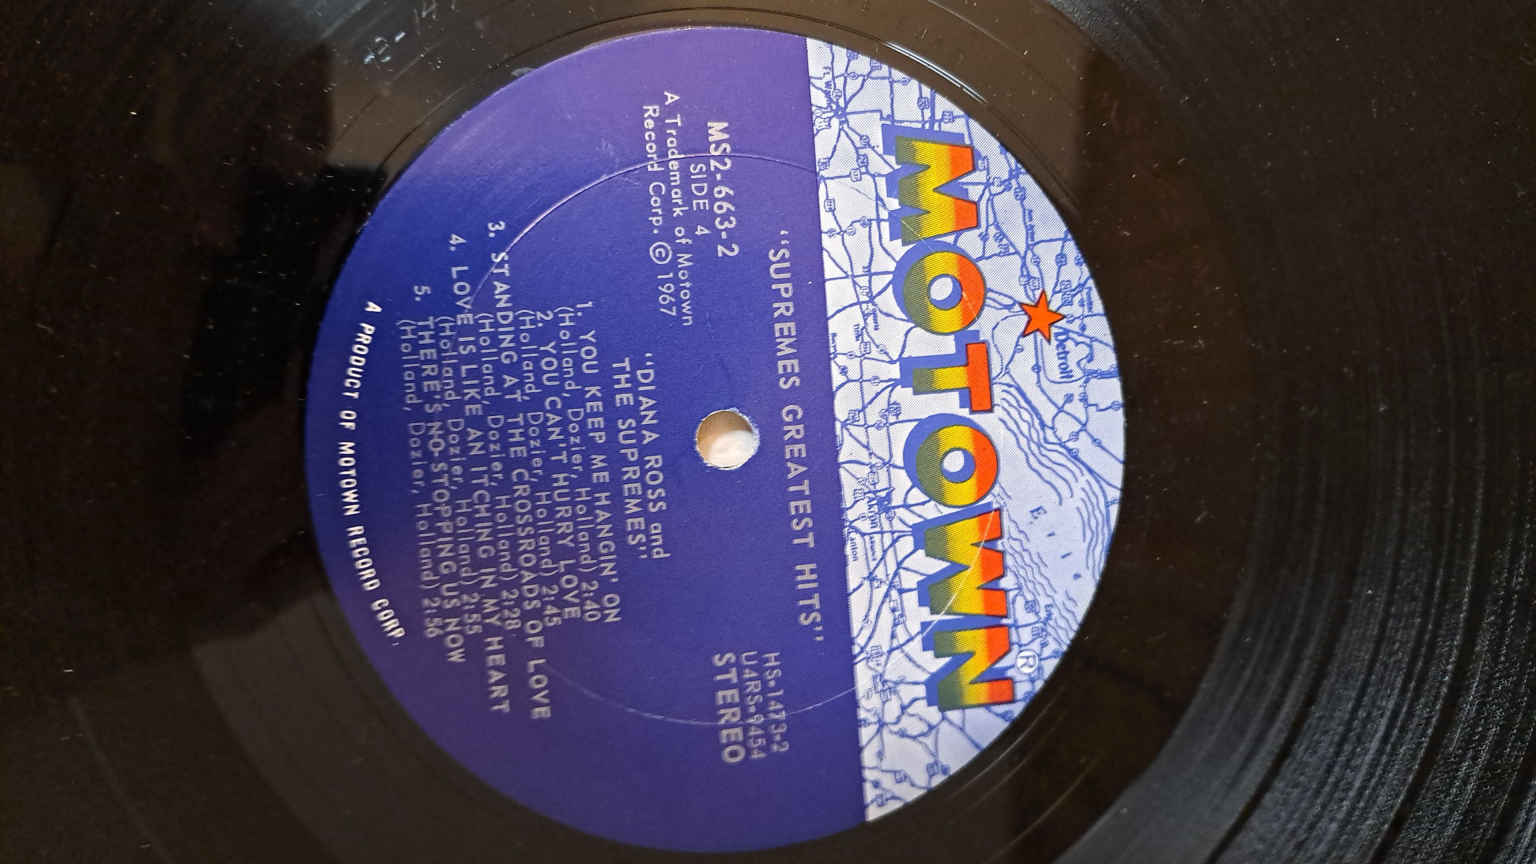 MOTOWN®
Detroit
Akron
Canton
"SUPREMES GREATEST HITS"
MS2-663-2
SIDE 4
A Trademark of Motown
Record Corp. © 1967
HS-1473-2
U4RS-9454
STEREO
"DIANA ROSS and
THE SUPREMES"
1. YOU KEEP ME HANGIN' ON
(Holland, Dozier, Holland) 2:40
2. YOU CAN'T HURRY LOVE
(Holland, Dozier, Holland) 2:45
3. STANDING AT THE CROSSROADS OF LOVE
(Holland, Dozier, Holland) 2:28
4. LOVE IS LIKE AN ITCHING IN MY HEART
(Holland, Dozier, Holland) 2:55
5. THERE'S NO STOPPING US NOW
(Holland, Dozier, Holland) 2:56
A PRODUCT OF MOTOWN RECORD CORP.